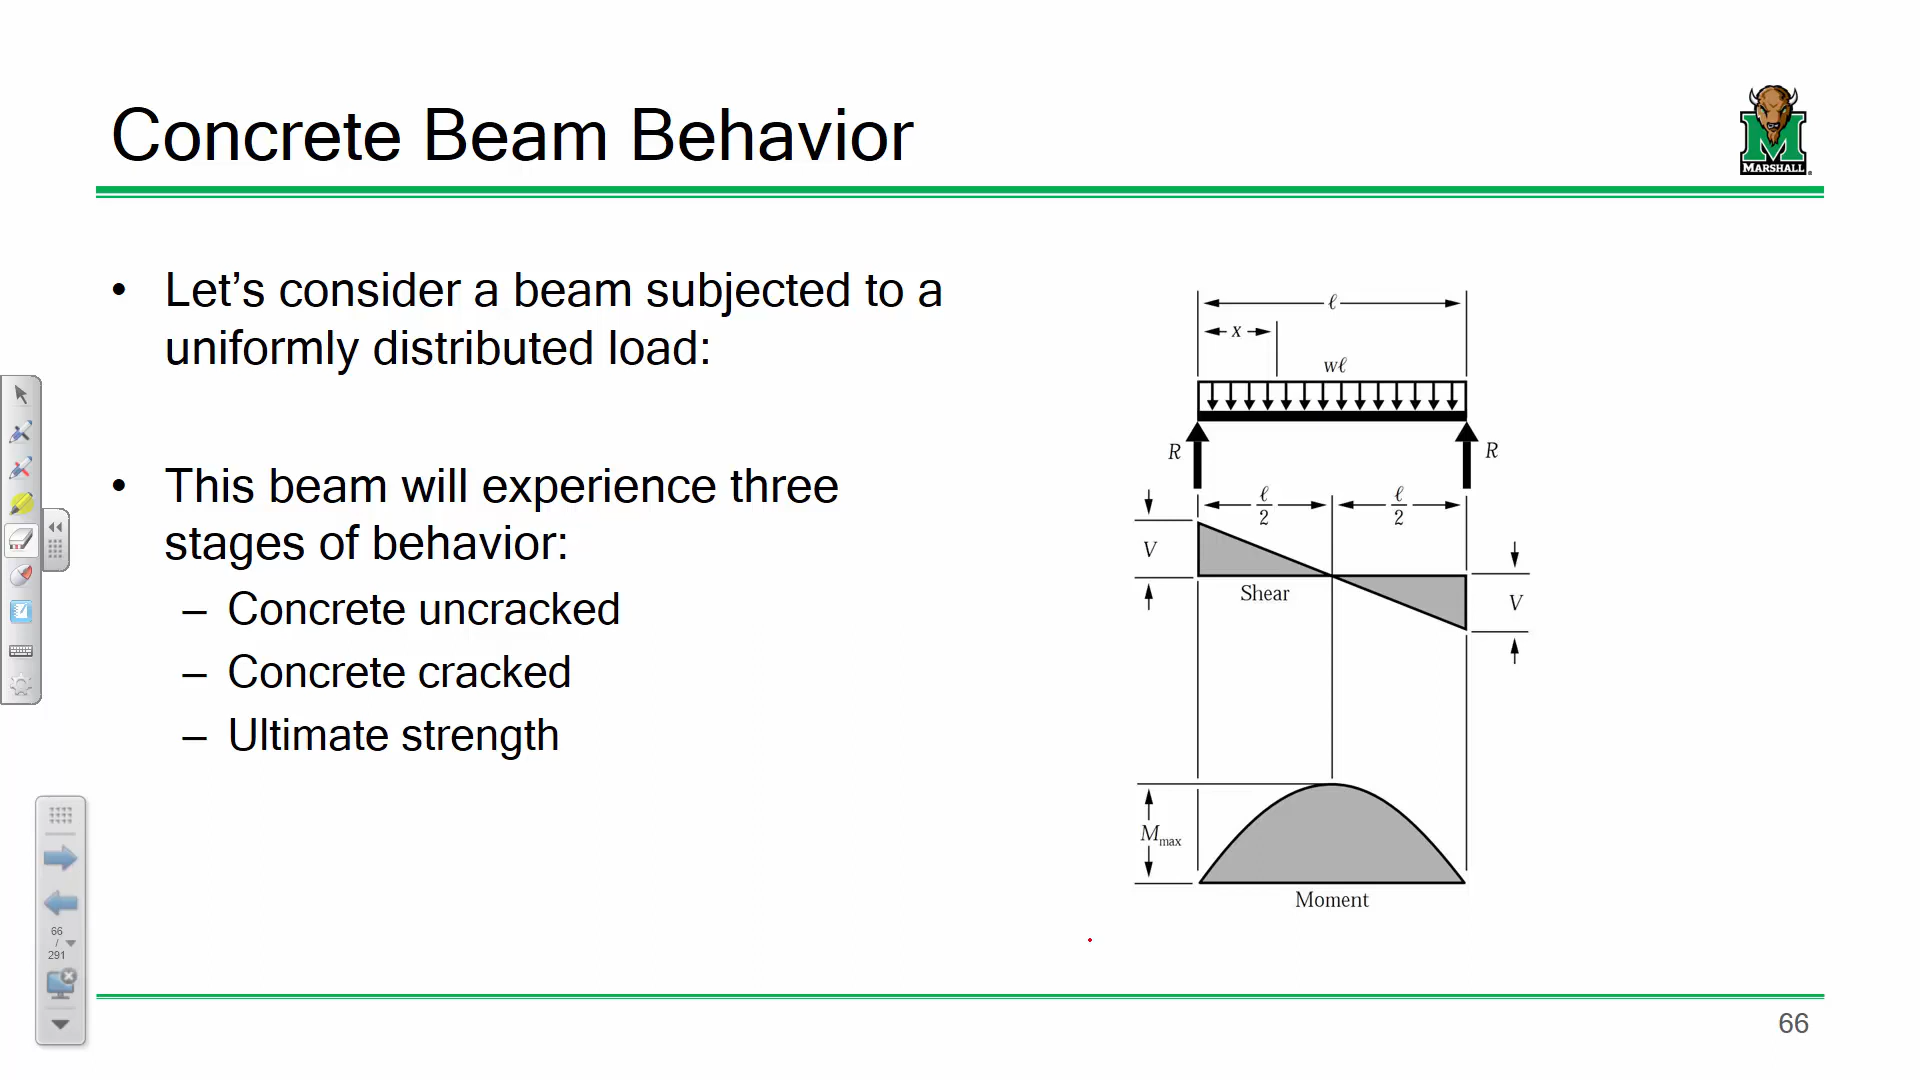 Concrete Beam Behavior
MARSHALL
®
• Let’s consider a beam subjected to a
uniformly distributed load:
• This beam will experience three
stages of behavior:
– Concrete uncracked
– Concrete cracked
– Ultimate strength
ℓ
x
wℓ
R
R
ℓ/2
ℓ/2
V
Shear
V
Mmax
Moment
66
/
291
66